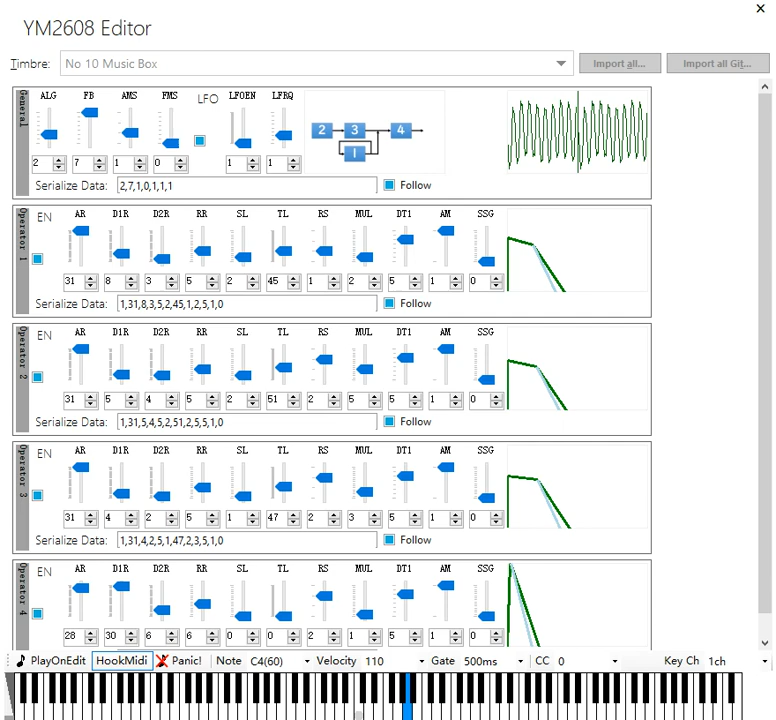 YM2608 Editor
Timbre: No 10 Music Box Import all... Import all Git...
General
ALG FB AMS FMS LFO LFOEN LFRQ
2 3 4
1
2 7 1 0 1 1
Serialize Data: 2,7,1,0,1,1,1 Follow
Operator 1
EN AR D1R D2R RR SL TL RS MUL DT1 AM SSG
31 8 3 5 2 45 1 2 5 1 0
Serialize Data: 1,31,8,3,5,2,45,1,2,5,1,0 Follow
Operator 2
EN AR D1R D2R RR SL TL RS MUL DT1 AM SSG
31 5 4 5 2 51 2 5 5 1 0
Serialize Data: 1,31,5,4,5,2,51,2,5,5,1,0 Follow
Operator 3
EN AR D1R D2R RR SL TL RS MUL DT1 AM SSG
31 4 2 5 1 47 2 3 5 1 0
Serialize Data: 1,31,4,2,5,1,47,2,3,5,1,0 Follow
Operator 4
EN AR D1R D2R RR SL TL RS MUL DT1 AM SSG
28 30 6 6 0 0 2 1 5 1 0
PlayOnEdit HookMidi Panic! Note C4(60) Velocity 110 Gate 500ms CC 0 Key Ch 1ch